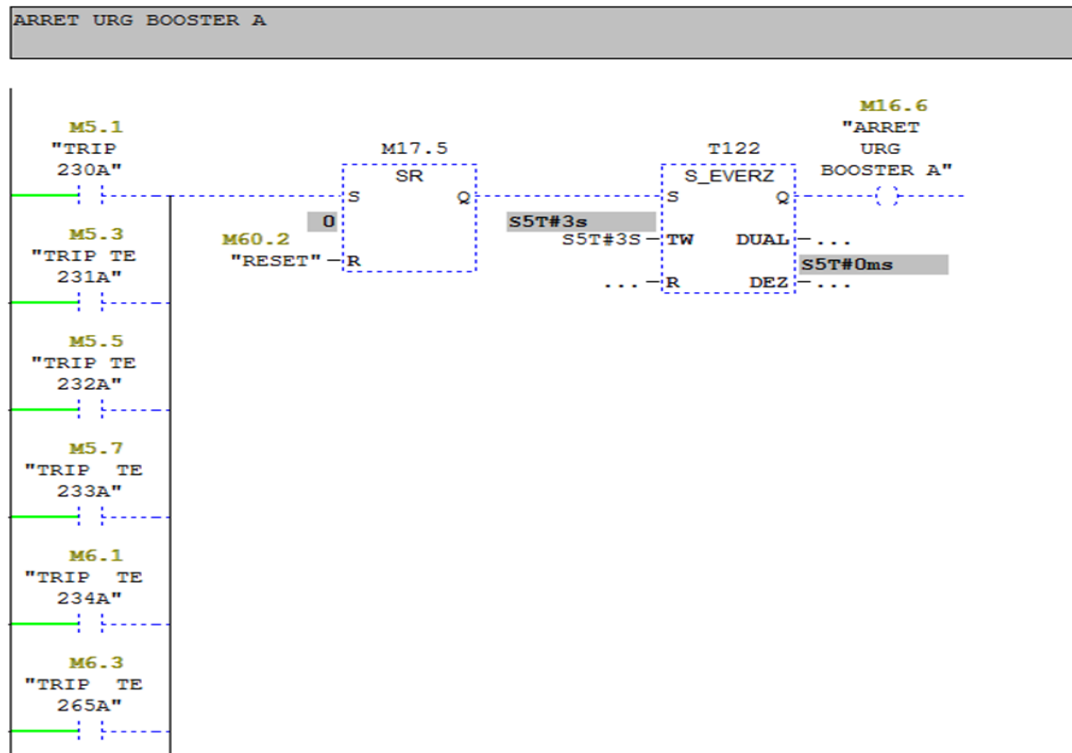 ARRET URG BOOSTER A
M5.1
"TRIP
230A"
M17.5
SR
S
Q
0
M60.2
"RESET"
R
T122
S_EVERZ
S
Q
S5T#3s
S5T#3S
TW
DUAL
...
S5T#0ms
...
R
DEZ
...
M16.6
"ARRET
URG
BOOSTER A"
M5.3
"TRIP TE
231A"
M5.5
"TRIP TE
232A"
M5.7
"TRIP  TE
233A"
M6.1
"TRIP  TE
234A"
M6.3
"TRIP  TE
265A"